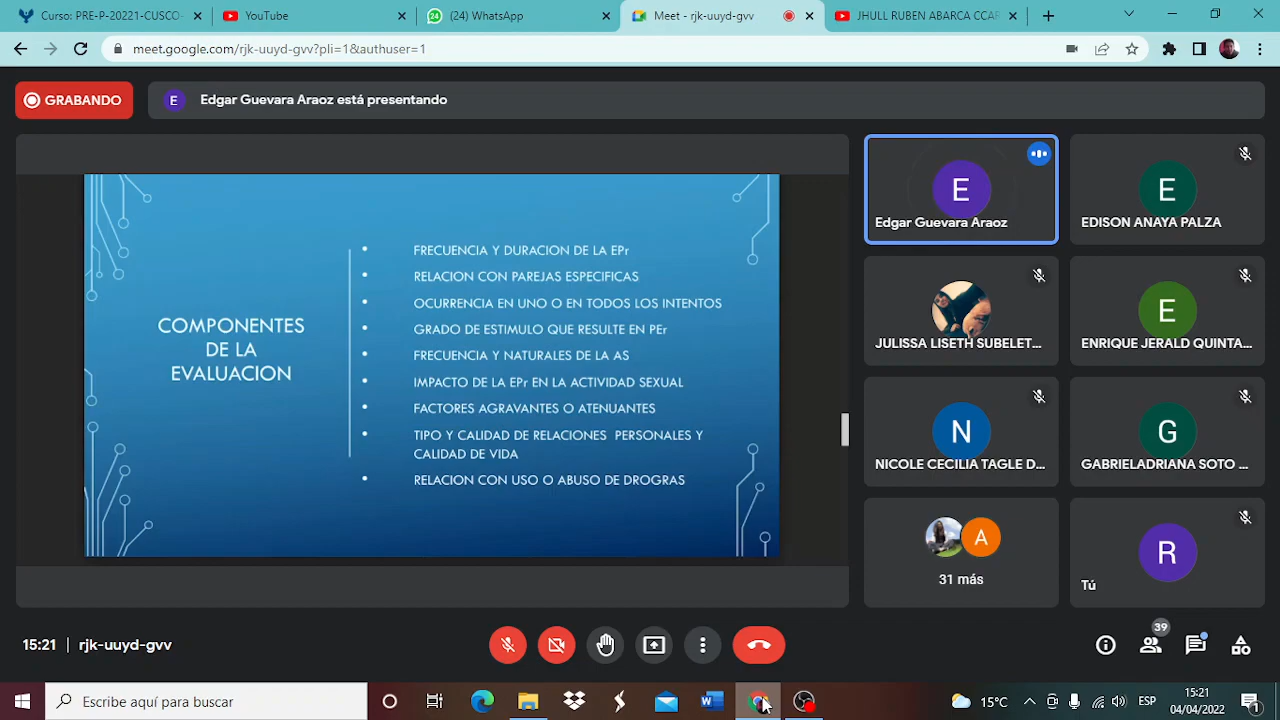 Curso: PRE-P-20221-CUSCO-
YouTube
(24) WhatsApp
Meet - rjk-uuyd-gvv
JHULL RUBEN ABARCA CCAR
meet.google.com/rjk-uuyd-gvv?pli=1&authuser=1
GRABANDO
E
Edgar Guevara Araoz está presentando
COMPONENTES
DE LA
EVALUACION
• FRECUENCIA Y DURACION DE LA EPr
• RELACION CON PAREJAS ESPECIFICAS
• OCURRENCIA EN UNO O EN TODOS LOS INTENTOS
• GRADO DE ESTIMULO QUE RESULTE EN PEr
• FRECUENCIA Y NATURALES DE LA AS
• IMPACTO DE LA EPr EN LA ACTIVIDAD SEXUAL
• FACTORES AGRAVANTES O ATENUANTES
• TIPO Y CALIDAD DE RELACIONES PERSONALES Y
CALIDAD DE VIDA
• RELACION CON USO O ABUSO DE DROGRAS
E
Edgar Guevara Araoz
E
EDISON ANAYA PALZA
JULISSA LISETH SUBELET...
E
ENRIQUE JERALD QUINTA...
N
NICOLE CECILIA TAGLE D...
G
GABRIELADRIANA SOTO ...
A
31 más
R
Tú
15:21 | rjk-uuyd-gvv
39
Escribe aquí para buscar
15°C
ESP
15:21
04/04/2022
1